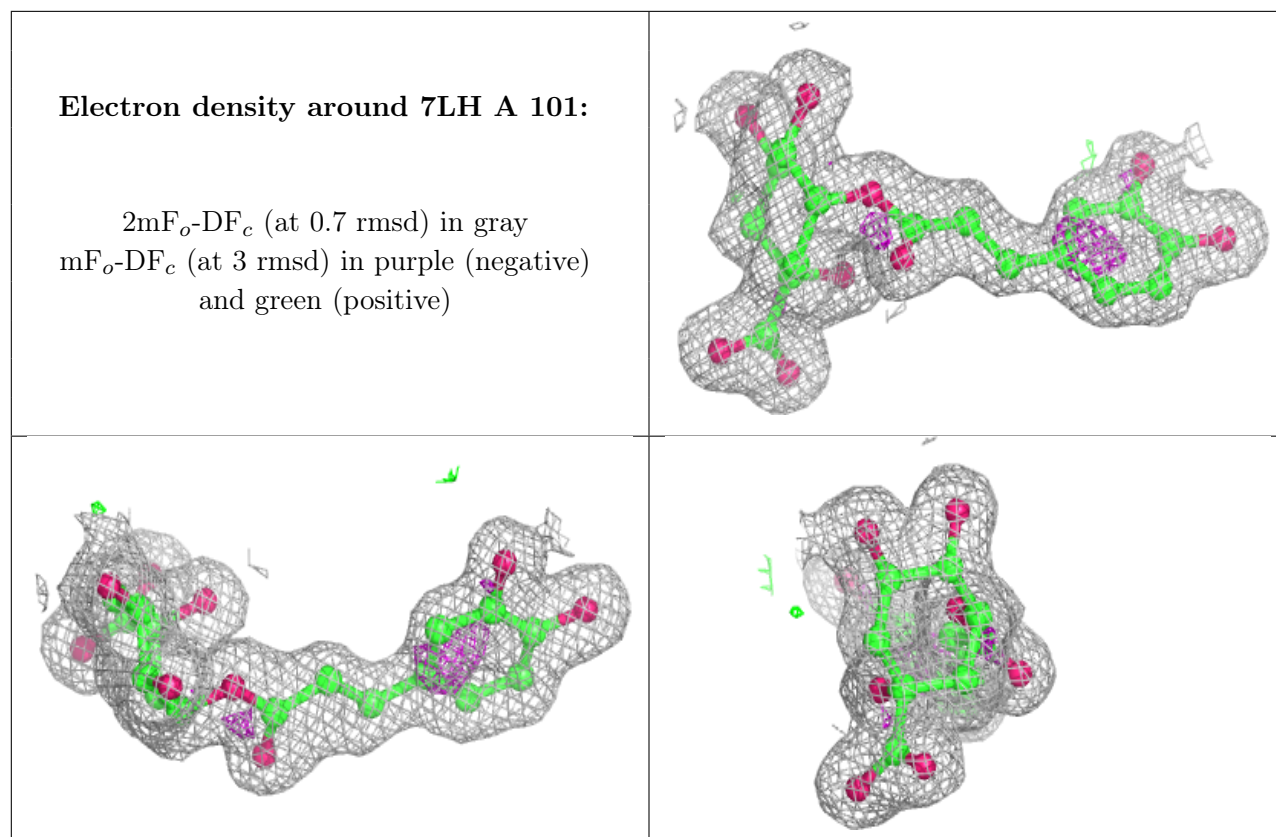 Electron density around 7LH A 101:
2mFₒ-DF𝒸 (at 0.7 rmsd) in gray
mFₒ-DF𝒸 (at 3 rmsd) in purple (negative)
and green (positive)